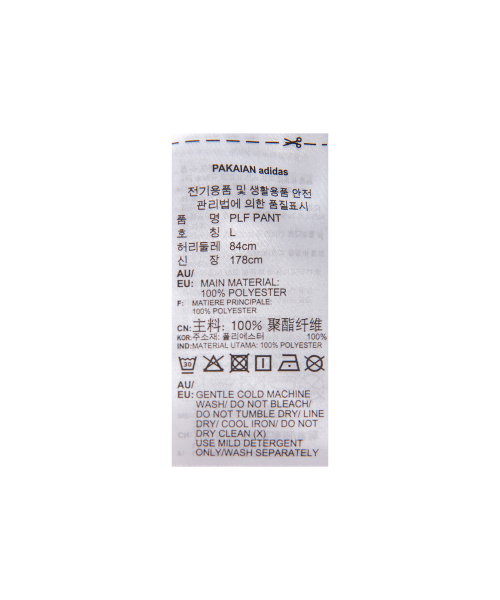 PAKAIAN adidas
전기용품 및 생활용품 안전
관리법에 의한 품질표시
품 명 PLF PANT
호 칭 L
허리둘레 84cm
신 장 178cm
AU/
EU: MAIN MATERIAL:
100% POLYESTER
F: MATIERE PRINCIPALE:
100% POLYESTER
CN: 主料: 100% 聚酯纤维
KOR: 주소재: 폴리에스터 100%
IND: MATERIAL UTAMA: 100% POLYESTER
30
AU/
EU: GENTLE COLD MACHINE
WASH/ DO NOT BLEACH/
DO NOT TUMBLE DRY/ LINE
DRY/ COOL IRON/ DO NOT
DRY CLEAN (X)
USE MILD DETERGENT
ONLY/WASH SEPARATELY